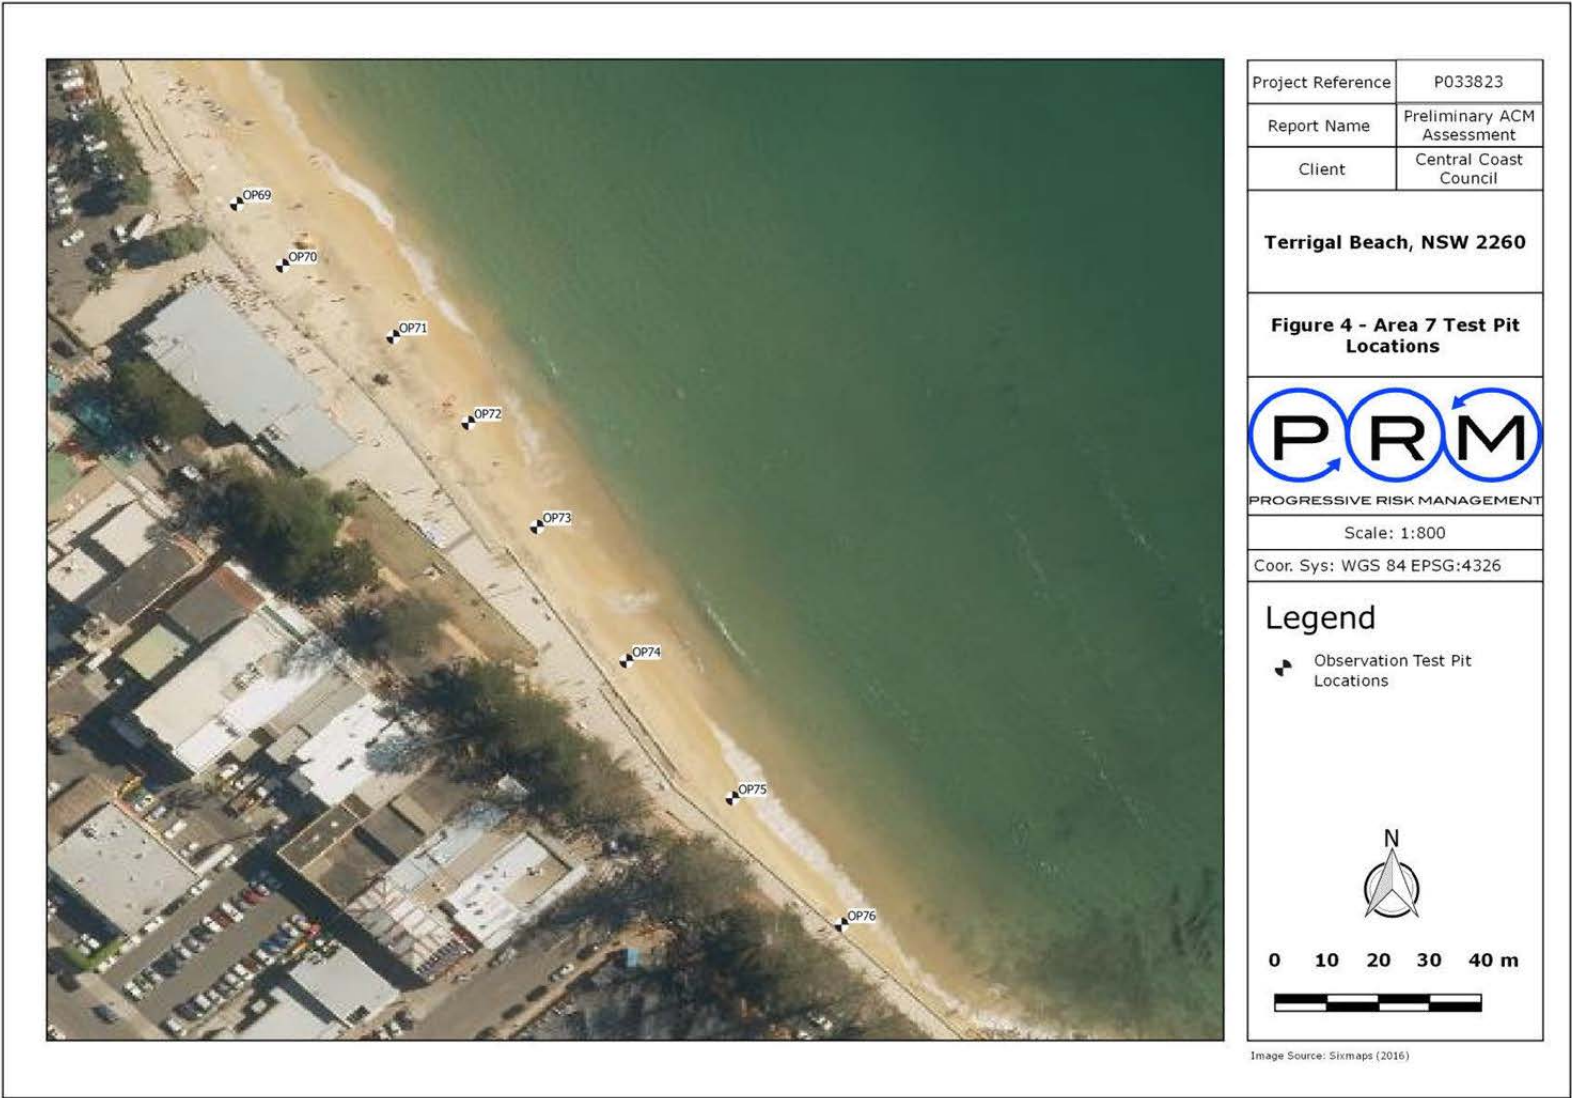 OP69
OP70
OP71
OP72
OP73
OP74
OP75
OP76
Project Reference P033823
Report Name Preliminary ACM
Assessment
Client Central Coast
Council
Terrigal Beach, NSW 2260
Figure 4 - Area 7 Test Pit
Locations
PRM
PROGRESSIVE RISK MANAGEMENT
Scale: 1:800
Coor. Sys: WGS 84 EPSG:4326
Legend
Observation Test Pit
Locations
N
0 10 20 30 40 m
Image Source: Sixmaps (2016)